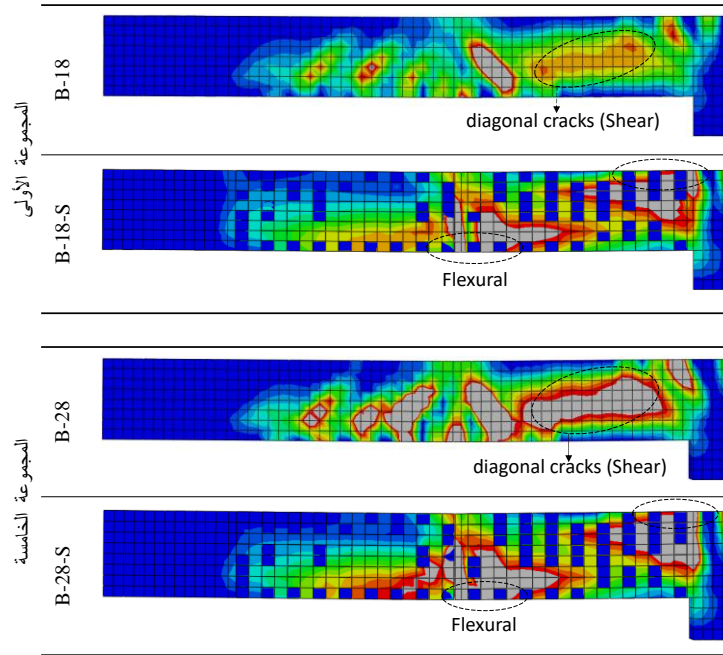 المجموعة الأولى
B-18
diagonal cracks (Shear)
B-18-S
Flexural
المجموعة الخامسة
B-28
diagonal cracks (Shear)
B-28-S
Flexural